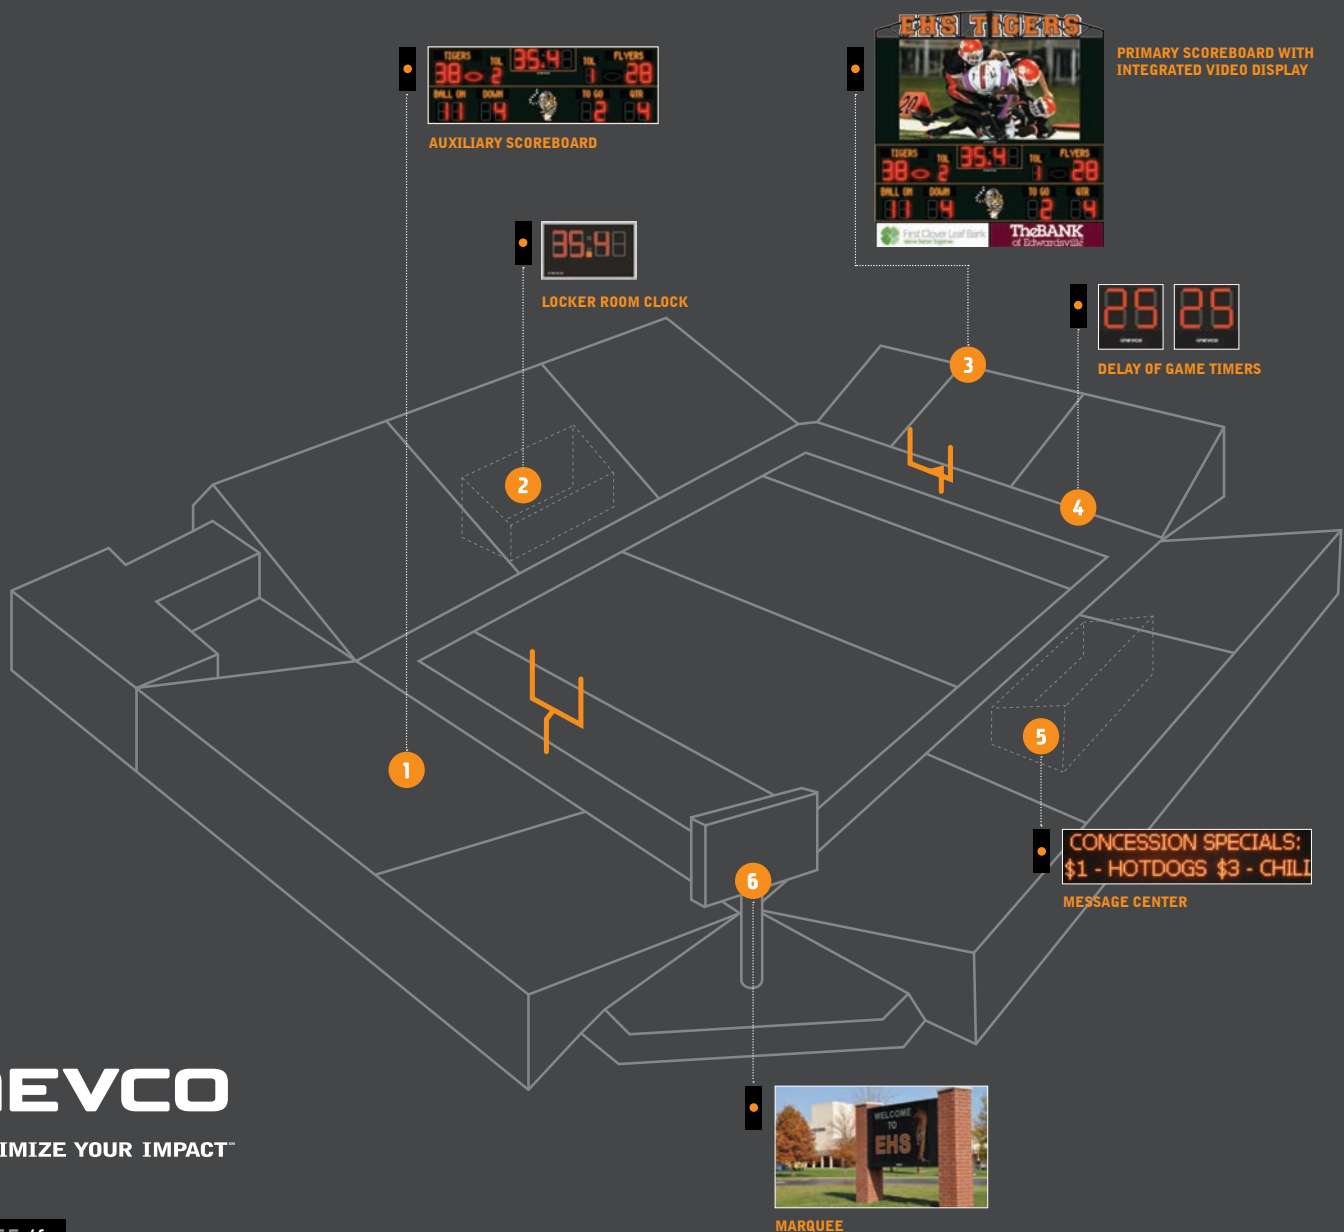 TIGERS
TOL
35.4
TOL
FLYERS
38
2
1
28
BALL ON
DOWN
TO GO
QTR
11
4
2
4
AUXILIARY SCOREBOARD
EHS TIGERS
20
TIGERS
TOL
35.4
TOL
FLYERS
38
2
1
28
BALL ON
DOWN
TO GO
QTR
11
4
2
4
First Clover Leaf Bank
TheBANK
of Edwardsville
PRIMARY SCOREBOARD WITH
INTEGRATED VIDEO DISPLAY
35.4
LOCKER ROOM CLOCK
25 25
NEVCO NEVCO
DELAY OF GAME TIMERS
3
2
4
5
1
CONCESSION SPECIALS:
$1 - HOTDOGS $3 - CHILI
MESSAGE CENTER
6
EVCO
IMIZE YOUR IMPACT
WELCOME
TO
EHS
MARQUEE